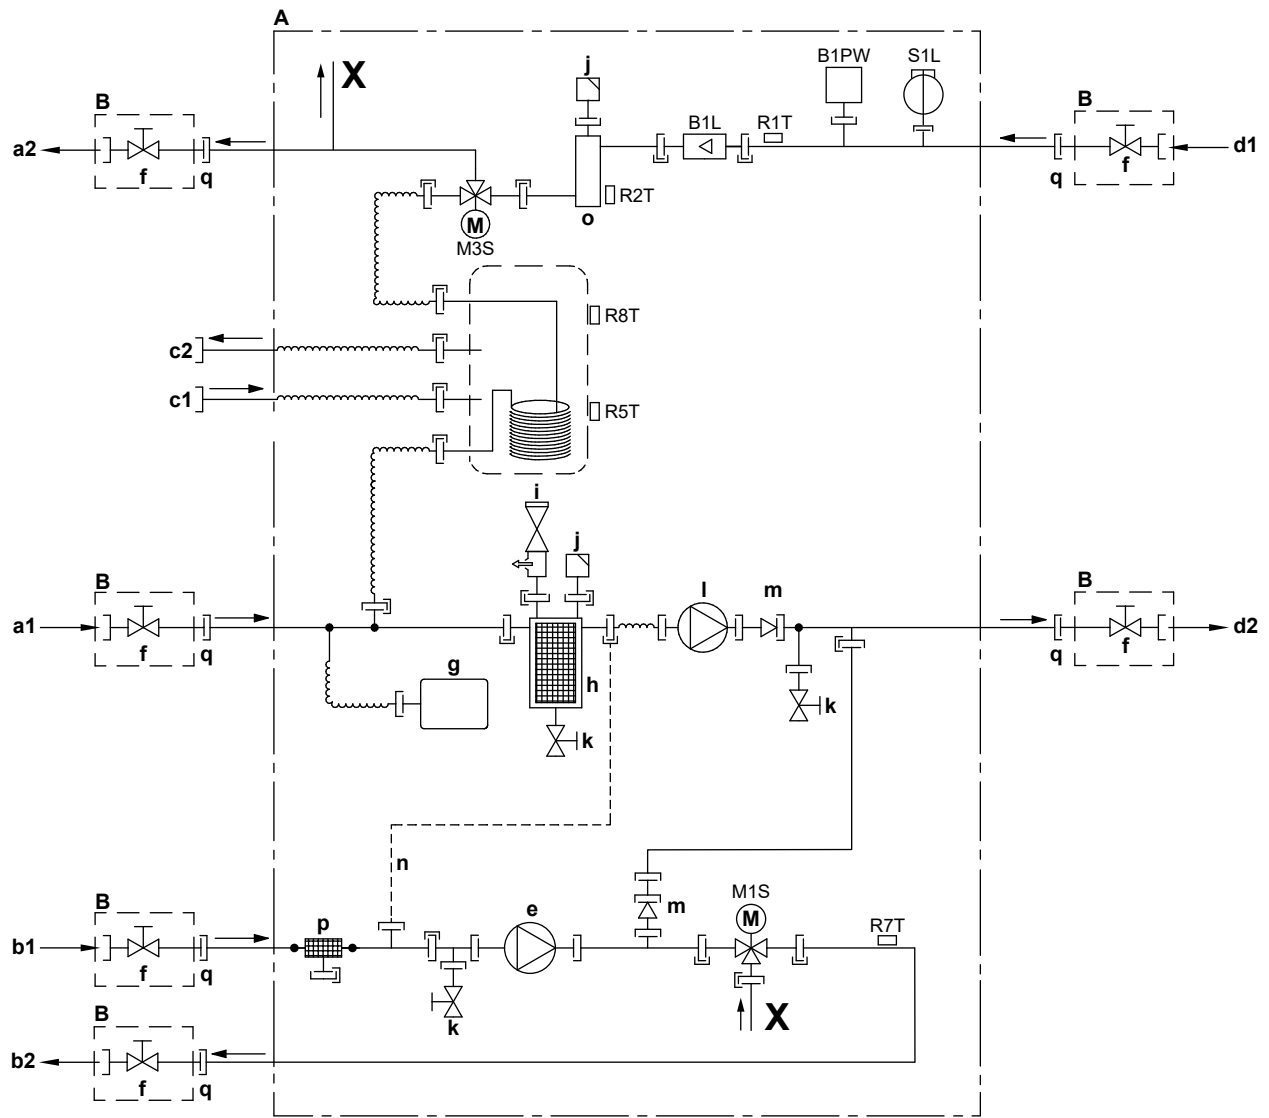 A
X
j
B1PW
S1L
B
B
a2
f
q
B1L
R1T
q
f
d1
R2T
o
M
M3S
R8T
c2
c1
R5T
i
j
B
l
m
B
a1
f
q
q
f
d2
g
h
k
k
n
B
p
e
m
M1S
M
R7T
b1
f
q
k
X
B
b2
f
q